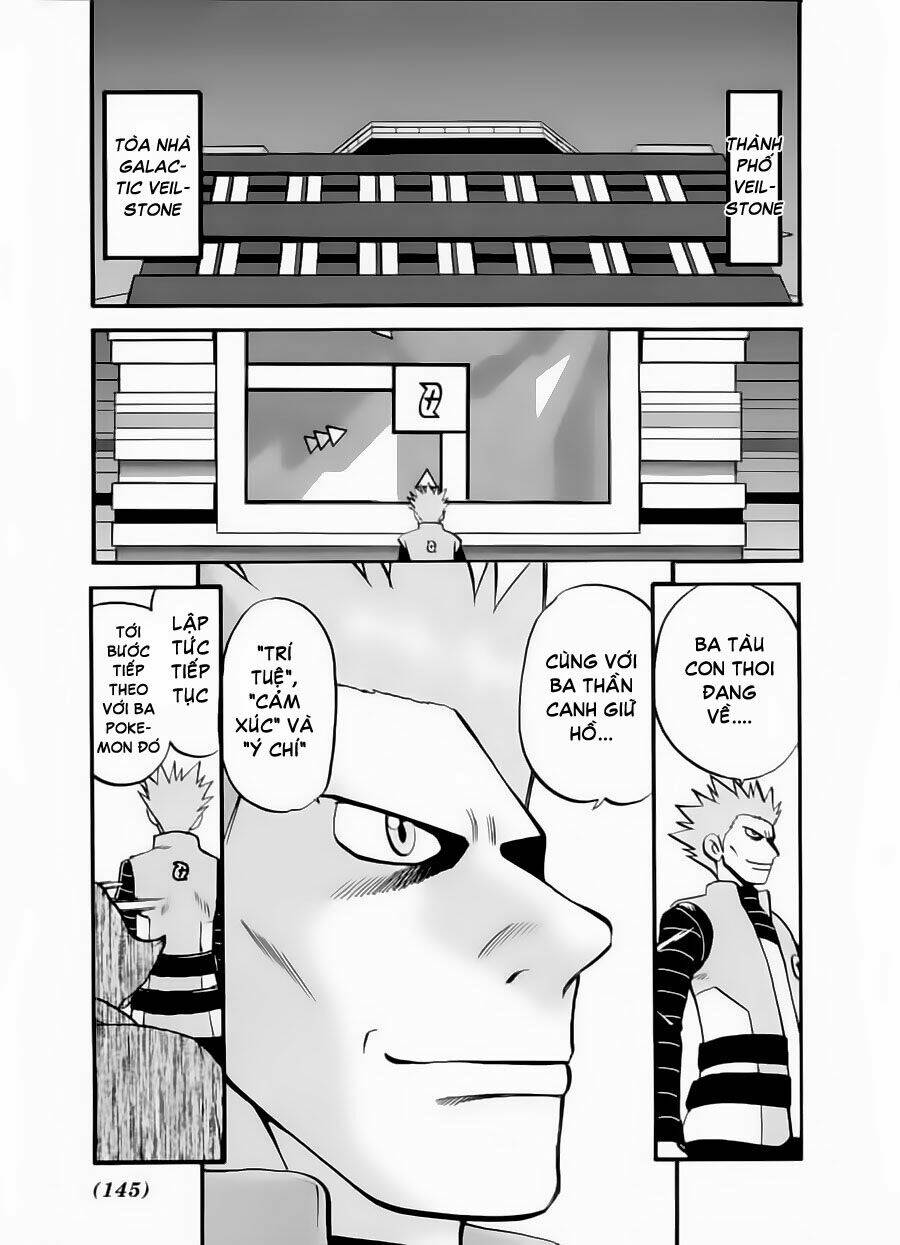 THÀNH
PHỐ
VEIL-
STONE
TÒA NHÀ
GALAC-
TIC VEIL-
STONE
BA TÀU
CON THOI
ĐANG
VỀ....
CÙNG VỚI
BA THẦN
CANH GIỮ
HỒ...
"TRÍ
TUỆ",
"CẢM
XÚC" VÀ
"Ý CHÍ"
LẬP
TỨC
TIẾP
TỤC
TỚI
BƯỚC
TIẾP
THEO
VỚI BA
POKE-
MON ĐÓ
(145)